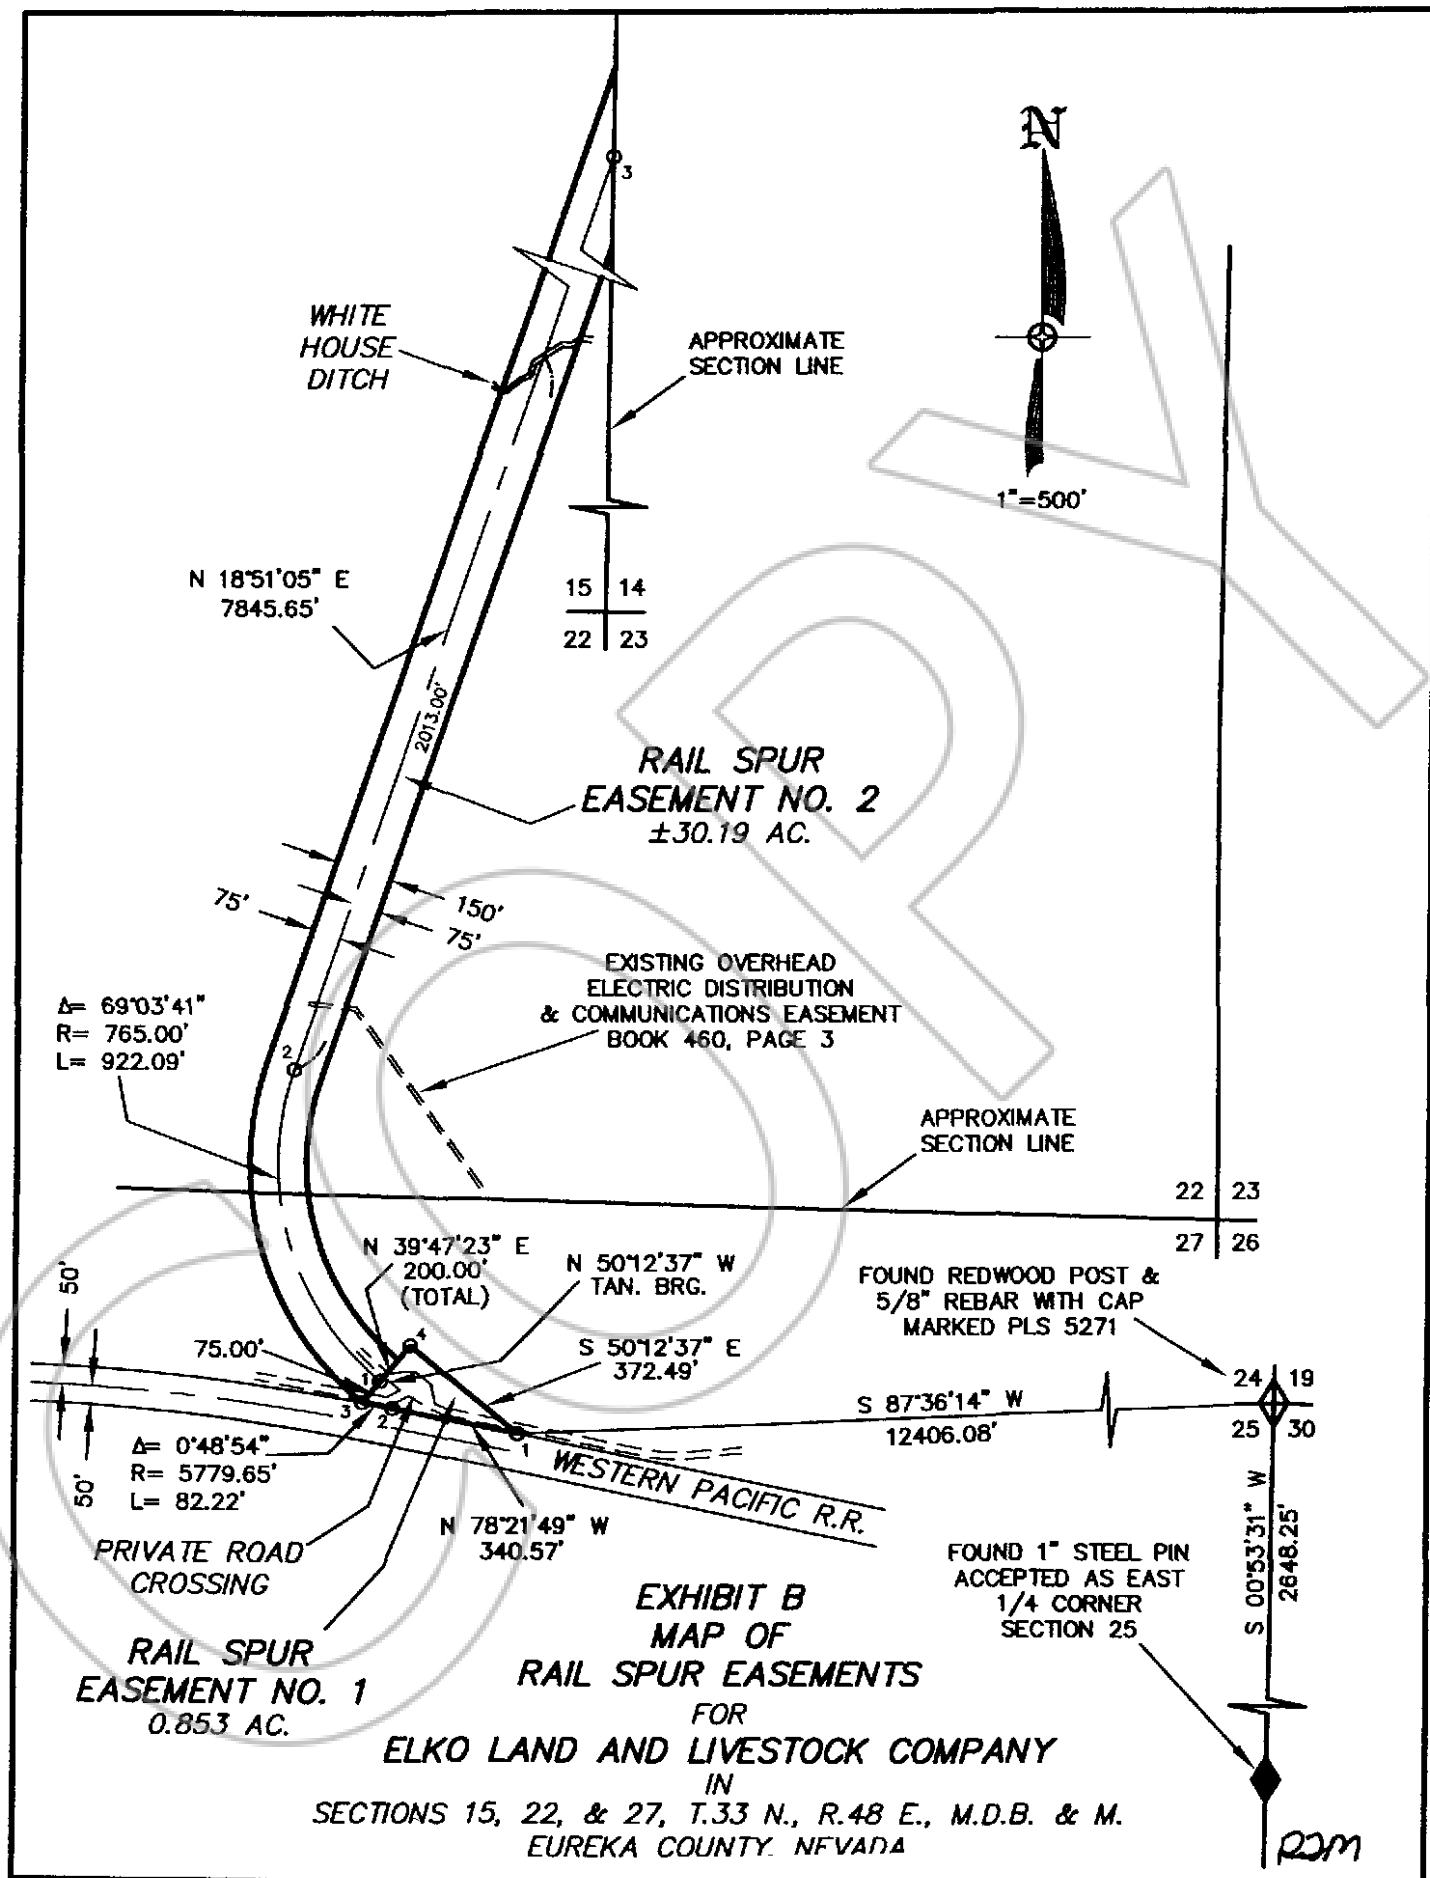 N
3
WHITE
HOUSE
DITCH
APPROXIMATE
SECTION LINE
1"=500'
N 18°51'05" E
7845.65'
15 14
22 23
2013.00'
RAIL SPUR
EASEMENT NO. 2
±30.19 AC.
75'
150'
75'
EXISTING OVERHEAD
ELECTRIC DISTRIBUTION
& COMMUNICATIONS EASEMENT
BOOK 460, PAGE 3
Δ= 69°03'41"
R= 765.00'
L= 922.09'
2
APPROXIMATE
SECTION LINE
22 23
27 26
N 39°47'23" E
200.00'
(TOTAL)
N 50°12'37" W
TAN. BRG.
FOUND REDWOOD POST &
5/8" REBAR WITH CAP
MARKED PLS 5271
50'
75.00'
4
S 50°12'37" E
372.49'
1
3
2
1
24 19
25 30
S 87°36'14" W
12406.08'
50'
Δ= 0°48'54"
R= 5779.65'
L= 82.22'
WESTERN PACIFIC R.R.
N 78°21'49" W
340.57'
PRIVATE ROAD
CROSSING
FOUND 1" STEEL PIN
ACCEPTED AS EAST
1/4 CORNER
SECTION 25
S 00°53'31" W
2648.25'
RAIL SPUR
EASEMENT NO. 1
0.853 AC.
EXHIBIT B
MAP OF
RAIL SPUR EASEMENTS
FOR
ELKO LAND AND LIVESTOCK COMPANY
IN
SECTIONS 15, 22, & 27, T.33 N., R.48 E., M.D.B. & M.
EUREKA COUNTY, NEVADA
COPY